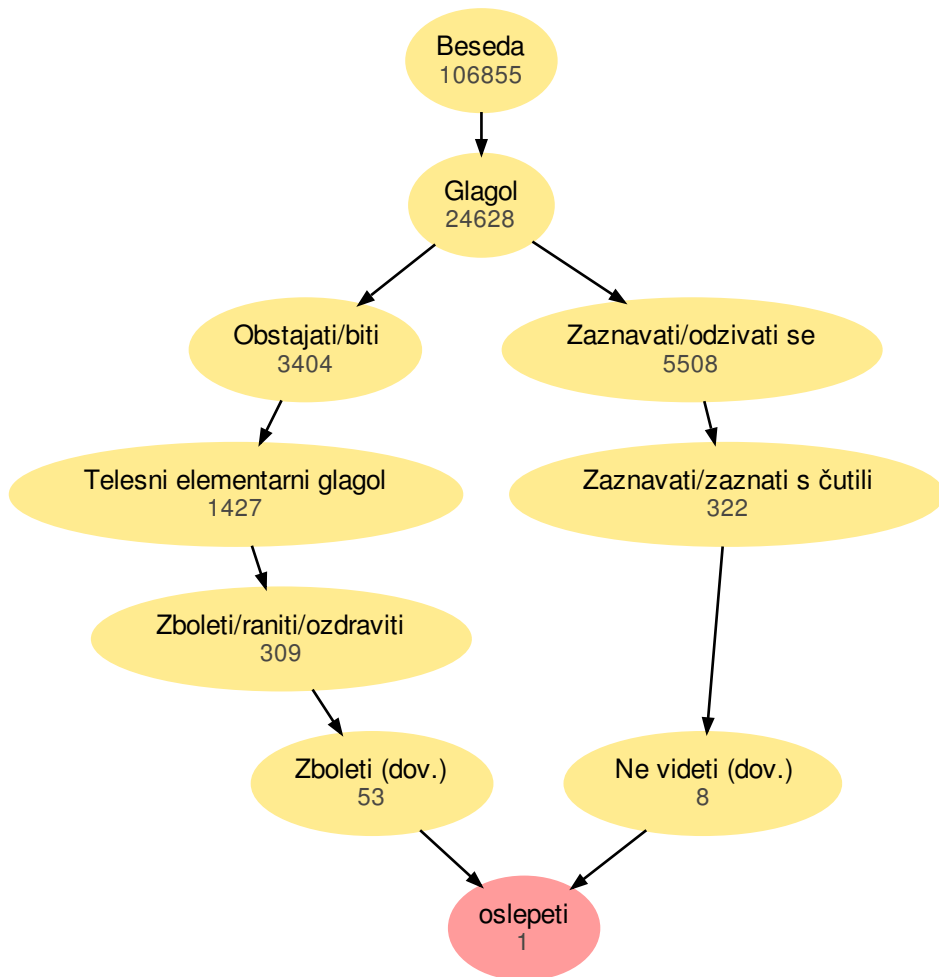 Beseda
106855
Glagol
24628
Obstajati/biti
3404
Zaznavati/odzivati se
5508
Telesni elementarni glagol
1427
Zaznavati/zaznati s čutili
322
Zboleti/raniti/ozdraviti
309
Zboleti (dov.)
53
Ne videti (dov.)
8
oslepeti
1